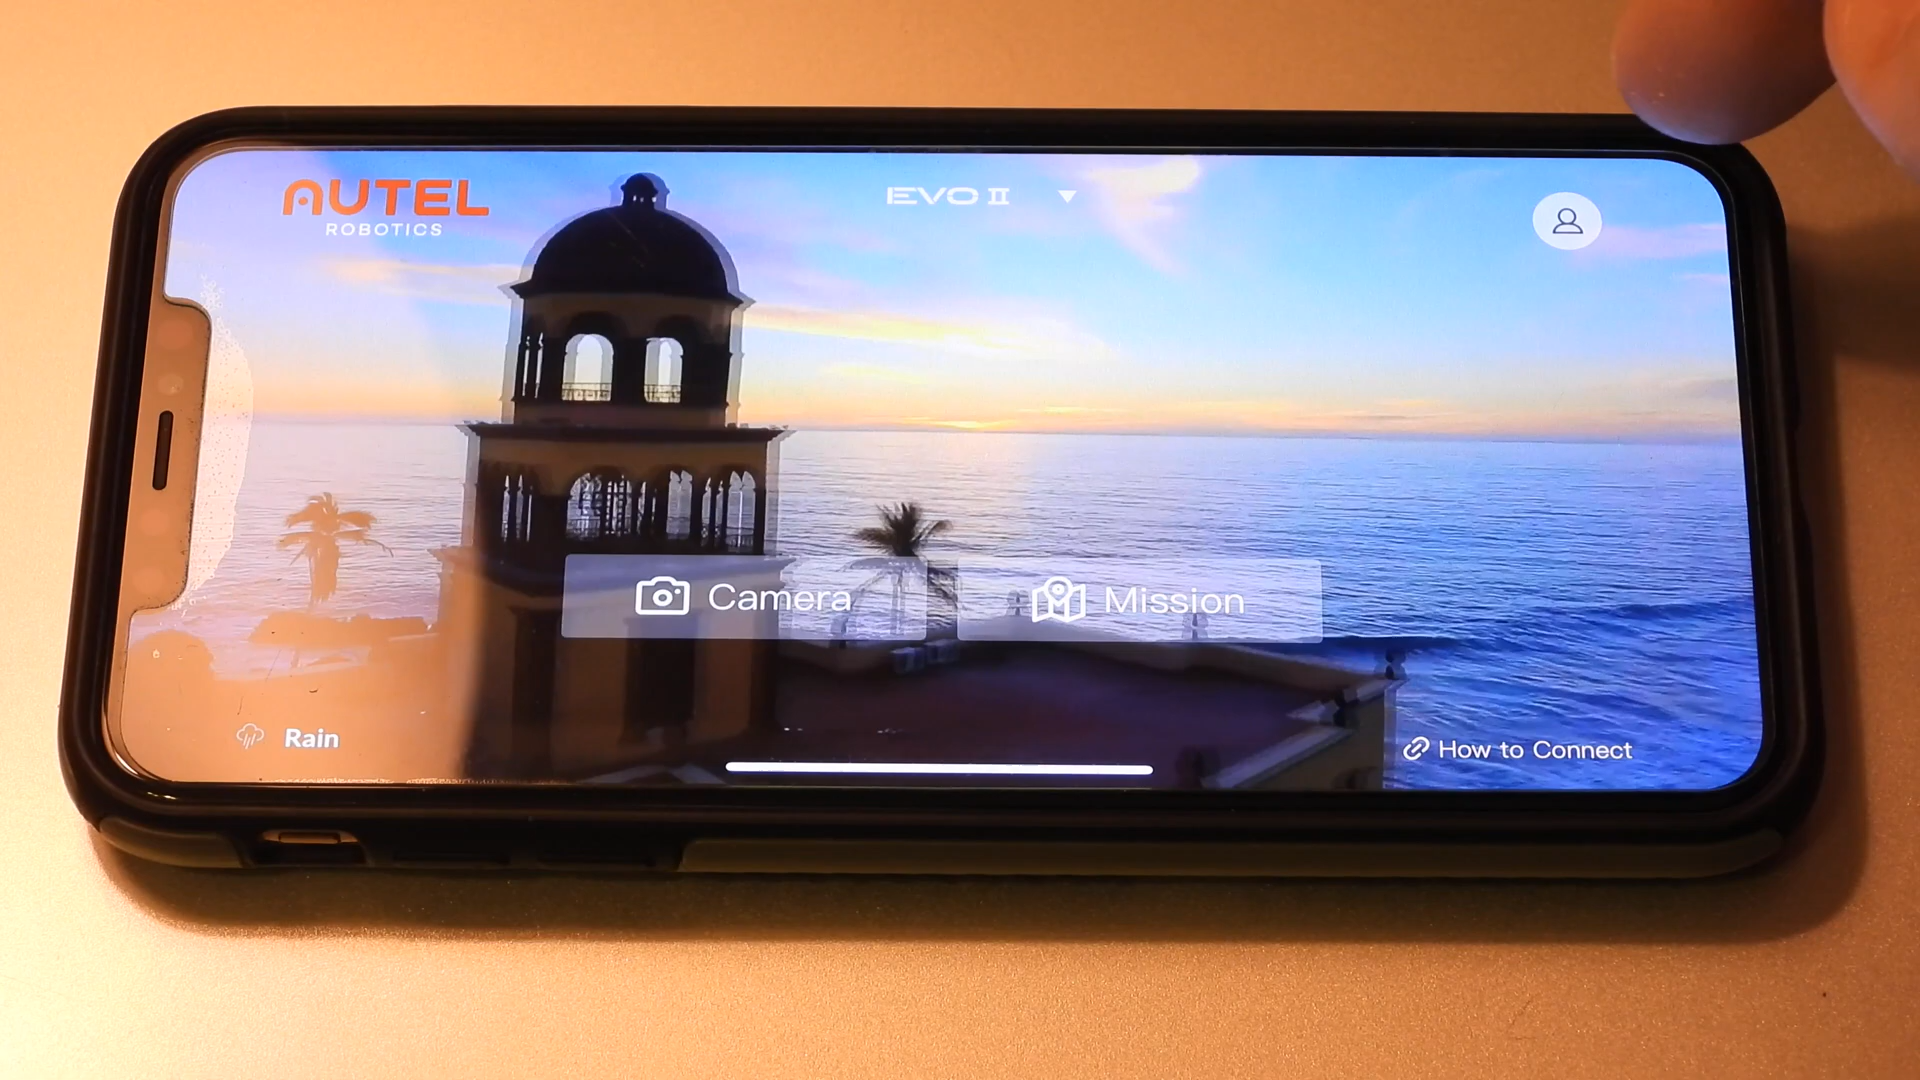 AUTEL
ROBOTICS
EVO II
Camera
Mission
Rain
How to Connect